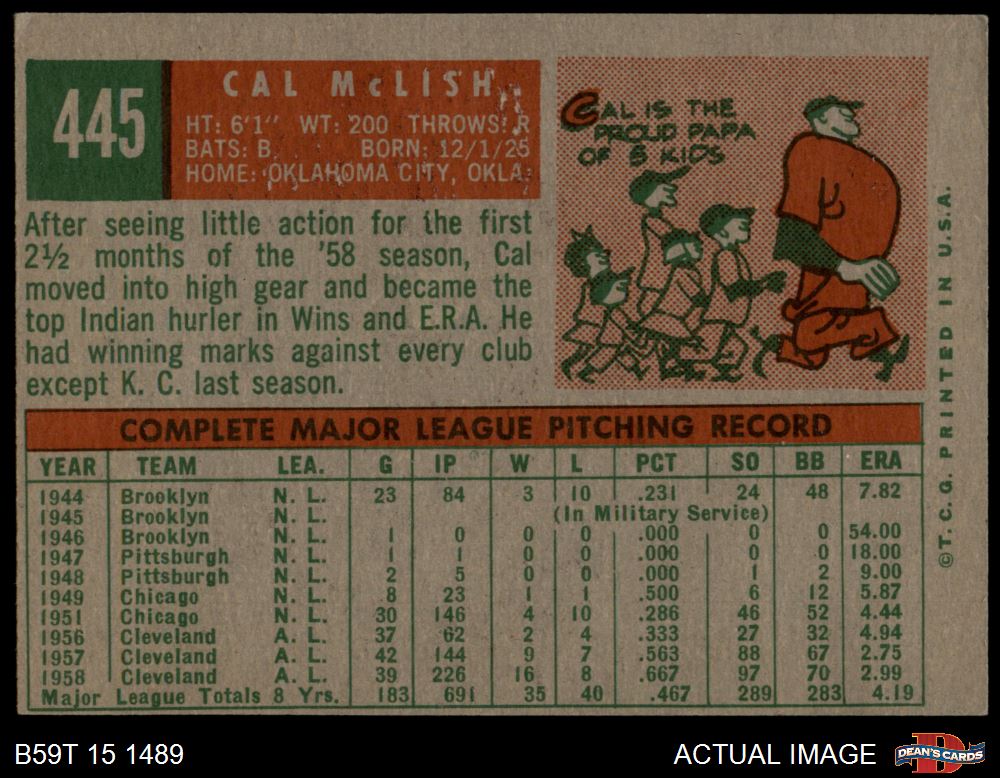 445
CAL McLISH
HT: 6'1" WT: 200 THROWS: R
BATS: B BORN: 12/1/25
HOME: OKLAHOMA CITY, OKLA.
CAL IS THE
PROUD PAPA
OF 5 KIDS
After seeing little action for the first
2½ months of the '58 season, Cal
moved into high gear and became the
top Indian hurler in Wins and E.R.A. He
had winning marks against every club
except K. C. last season.
COMPLETE MAJOR LEAGUE PITCHING RECORD
YEAR TEAM LEA. G IP W L PCT SO BB ERA
1944 Brooklyn N. L. 23 84 3 10 .231 24 48 7.82
1945 Brooklyn N. L. (In Military Service)
1946 Brooklyn N. L. 1 0 0 0 .000 0 0 54.00
1947 Pittsburgh N. L. 1 1 0 0 .000 0 0 18.00
1948 Pittsburgh N. L. 2 5 0 0 .000 1 2 9.00
1949 Chicago N. L. 8 23 1 1 .500 6 12 5.87
1951 Chicago N. L. 30 146 4 10 .286 46 52 4.44
1956 Cleveland A. L. 37 62 2 4 .333 27 32 4.94
1957 Cleveland A. L. 42 144 9 7 .563 88 67 2.75
1958 Cleveland A. L. 39 226 16 8 .667 97 70 2.99
Major League Totals 8 Yrs. 183 691 35 40 .467 289 283 4.19
©T. C. G. PRINTED IN U.S.A.
B59T 15 1489
ACTUAL IMAGE
DEAN'S CARDS